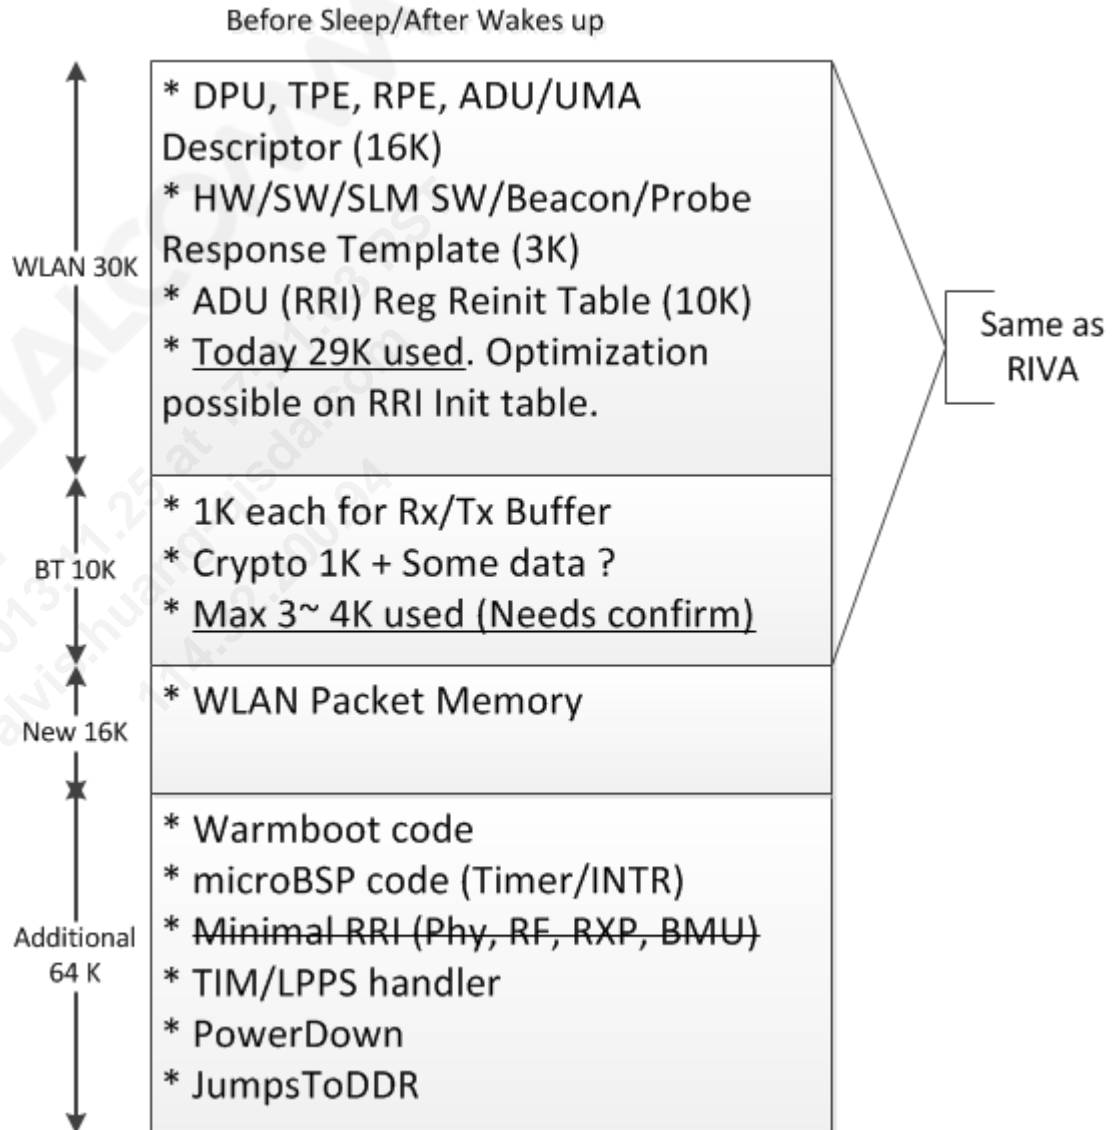 Before Sleep/After Wakes up
* DPU, TPE, RPE, ADU/UMA
Descriptor (16K)
* HW/SW/SLM SW/Beacon/Probe
Response Template (3K)
* ADU (RRI) Reg Reinit Table (10K)
* Today 29K used. Optimization
possible on RRI Init table.
WLAN 30K
Same as
RIVA
* 1K each for Rx/Tx Buffer
* Crypto 1K + Some data ?
* Max 3~ 4K used (Needs confirm)
BT 10K
* WLAN Packet Memory
New 16K
* Warmboot code
* microBSP code (Timer/INTR)
* Minimal RRI (Phy, RF, RXP, BMU)
* TIM/LPPS handler
* PowerDown
* JumpsToDDR
Additional
64 K